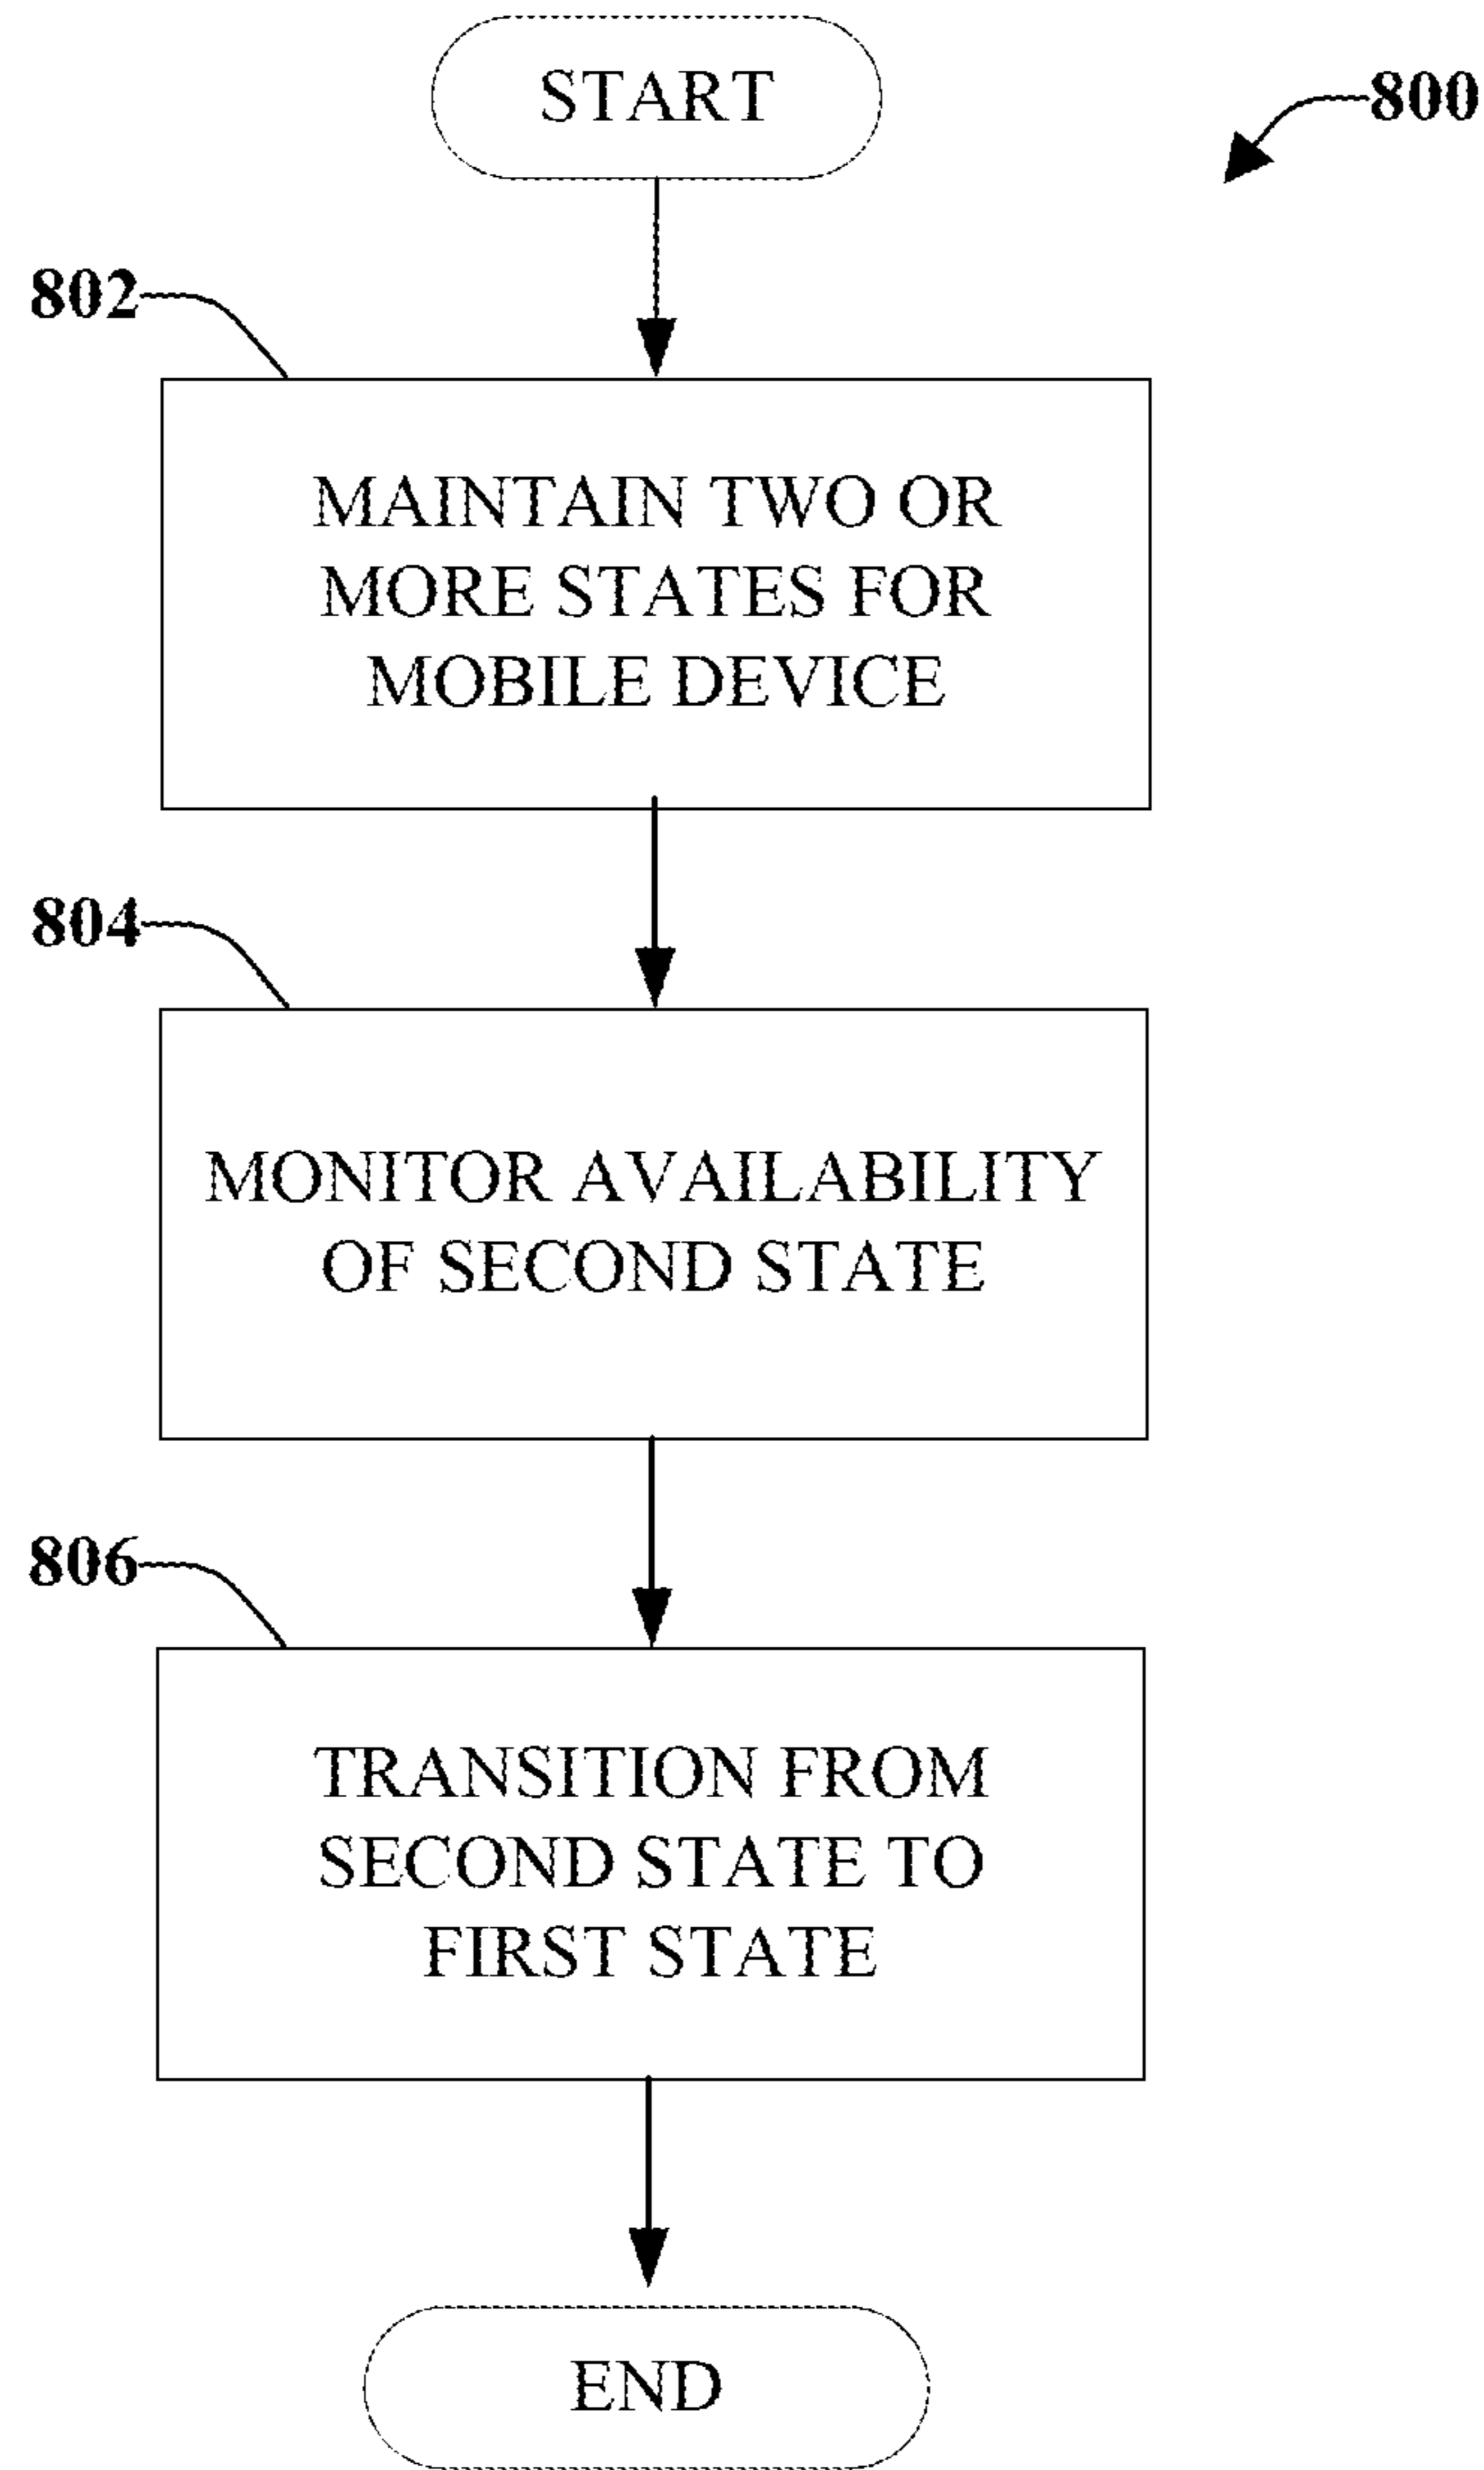 START
800
802
MAINTAIN TWO OR
MORE STATES FOR
MOBILE DEVICE
804
MONITOR AVAILABILITY
OF SECOND STATE
806
TRANSITION FROM
SECOND STATE TO
FIRST STATE
END